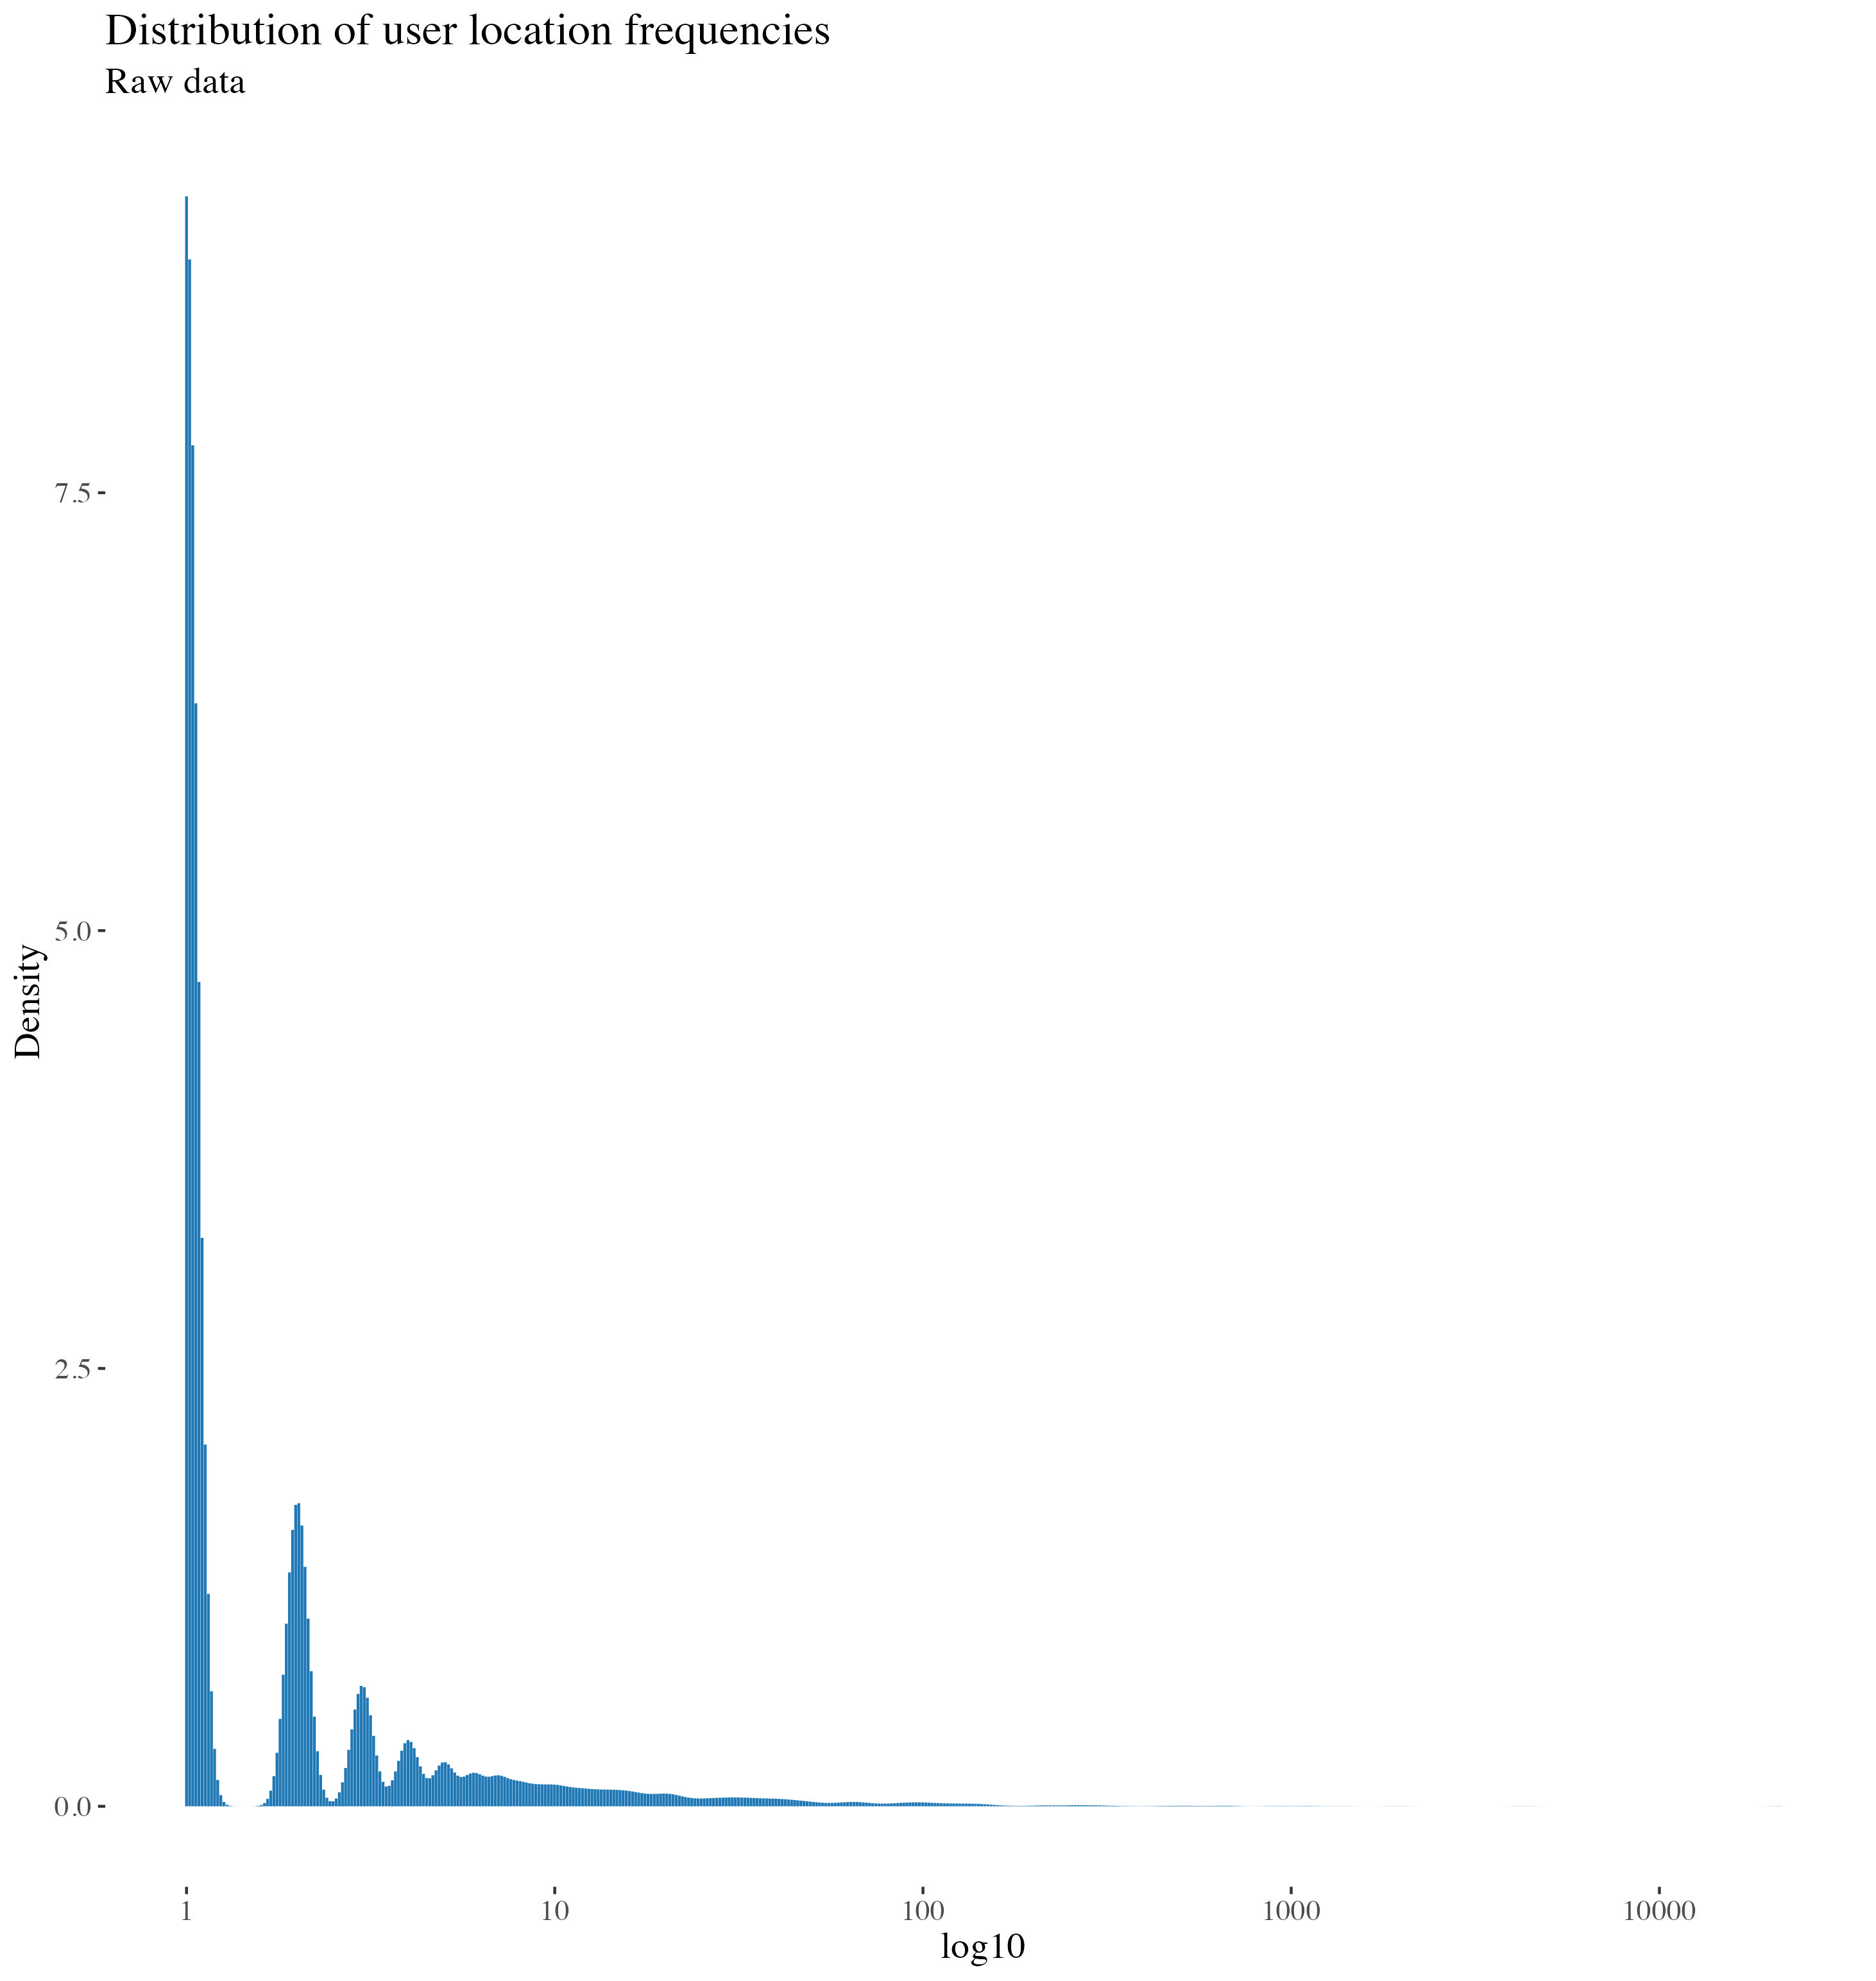 Distribution of user location frequencies
Raw data
7.5
5.0
2.5
0.0
Density
1
10
100
1000
10000
log10